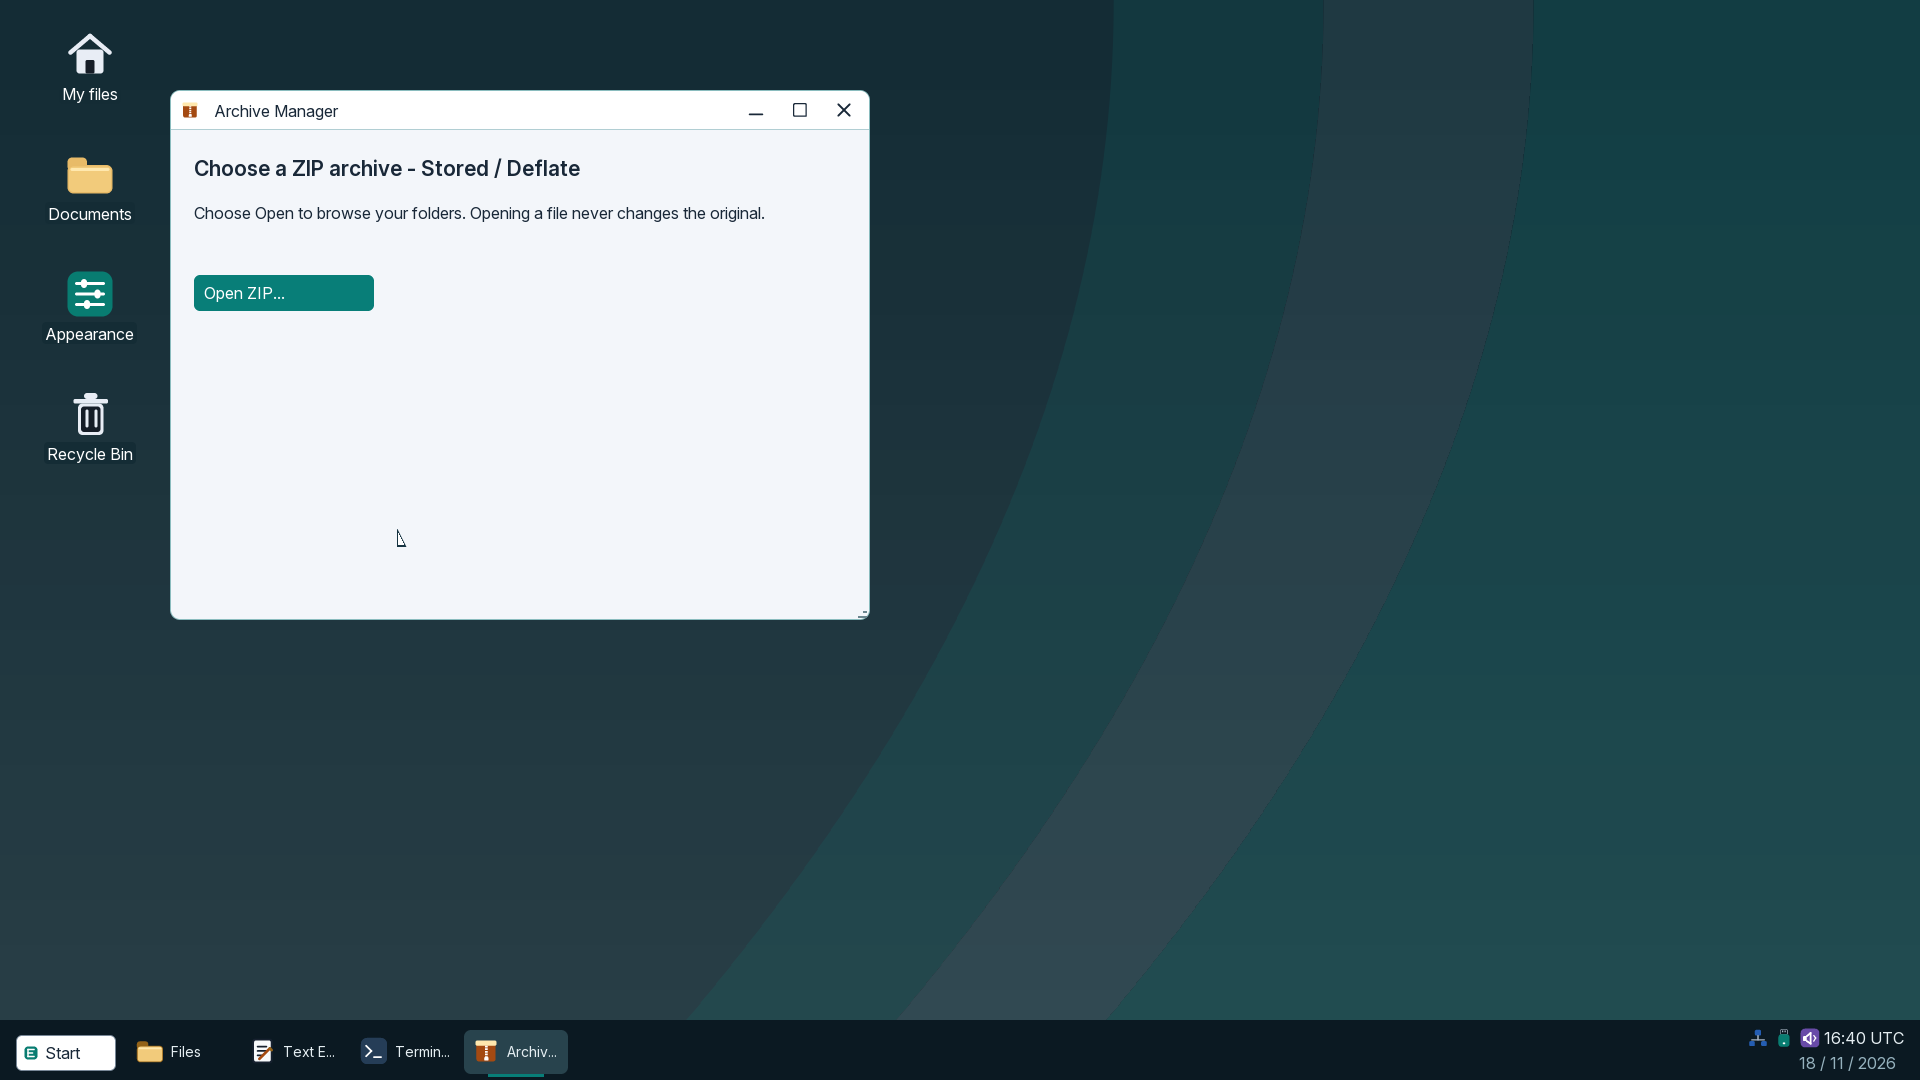 My files
Documents
Appearance
Recycle Bin
Archive Manager
Choose a ZIP archive - Stored / Deflate
Choose Open to browse your folders. Opening a file never changes the original.
Open ZIP...
Start
Files
Text E...
Termin...
Archiv...
16:40 UTC
18 / 11 / 2026